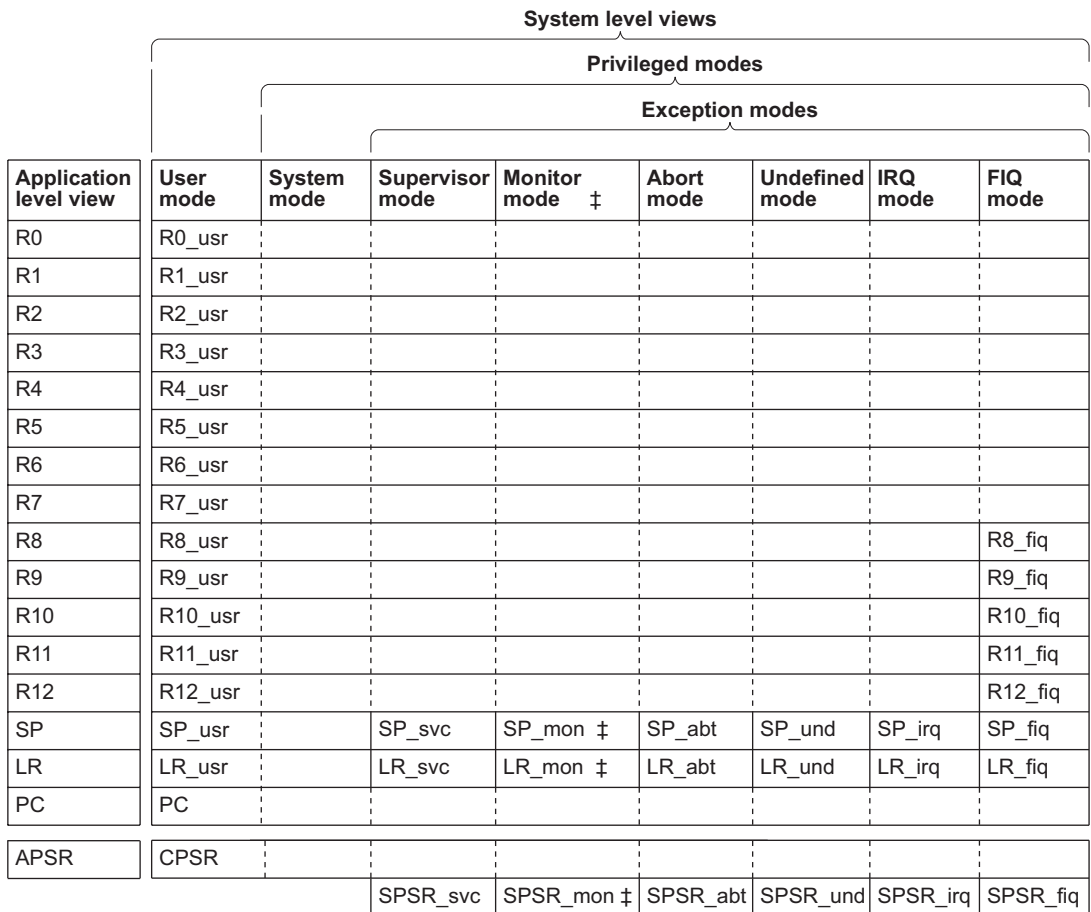 System level views
Privileged modes
Exception modes
Application level view User mode System mode Supervisor mode Monitor mode ‡ Abort mode Undefined mode IRQ mode FIQ mode
R0 R0_usr
R1 R1_usr
R2 R2_usr
R3 R3_usr
R4 R4_usr
R5 R5_usr
R6 R6_usr
R7 R7_usr
R8 R8_usr R8_fiq
R9 R9_usr R9_fiq
R10 R10_usr R10_fiq
R11 R11_usr R11_fiq
R12 R12_usr R12_fiq
SP SP_usr SP_svc SP_mon ‡ SP_abt SP_und SP_irq SP_fiq
LR LR_usr LR_svc LR_mon ‡ LR_abt LR_und LR_irq LR_fiq
PC PC
APSR CPSR
SPSR_svc SPSR_mon ‡ SPSR_abt SPSR_und SPSR_irq SPSR_fiq